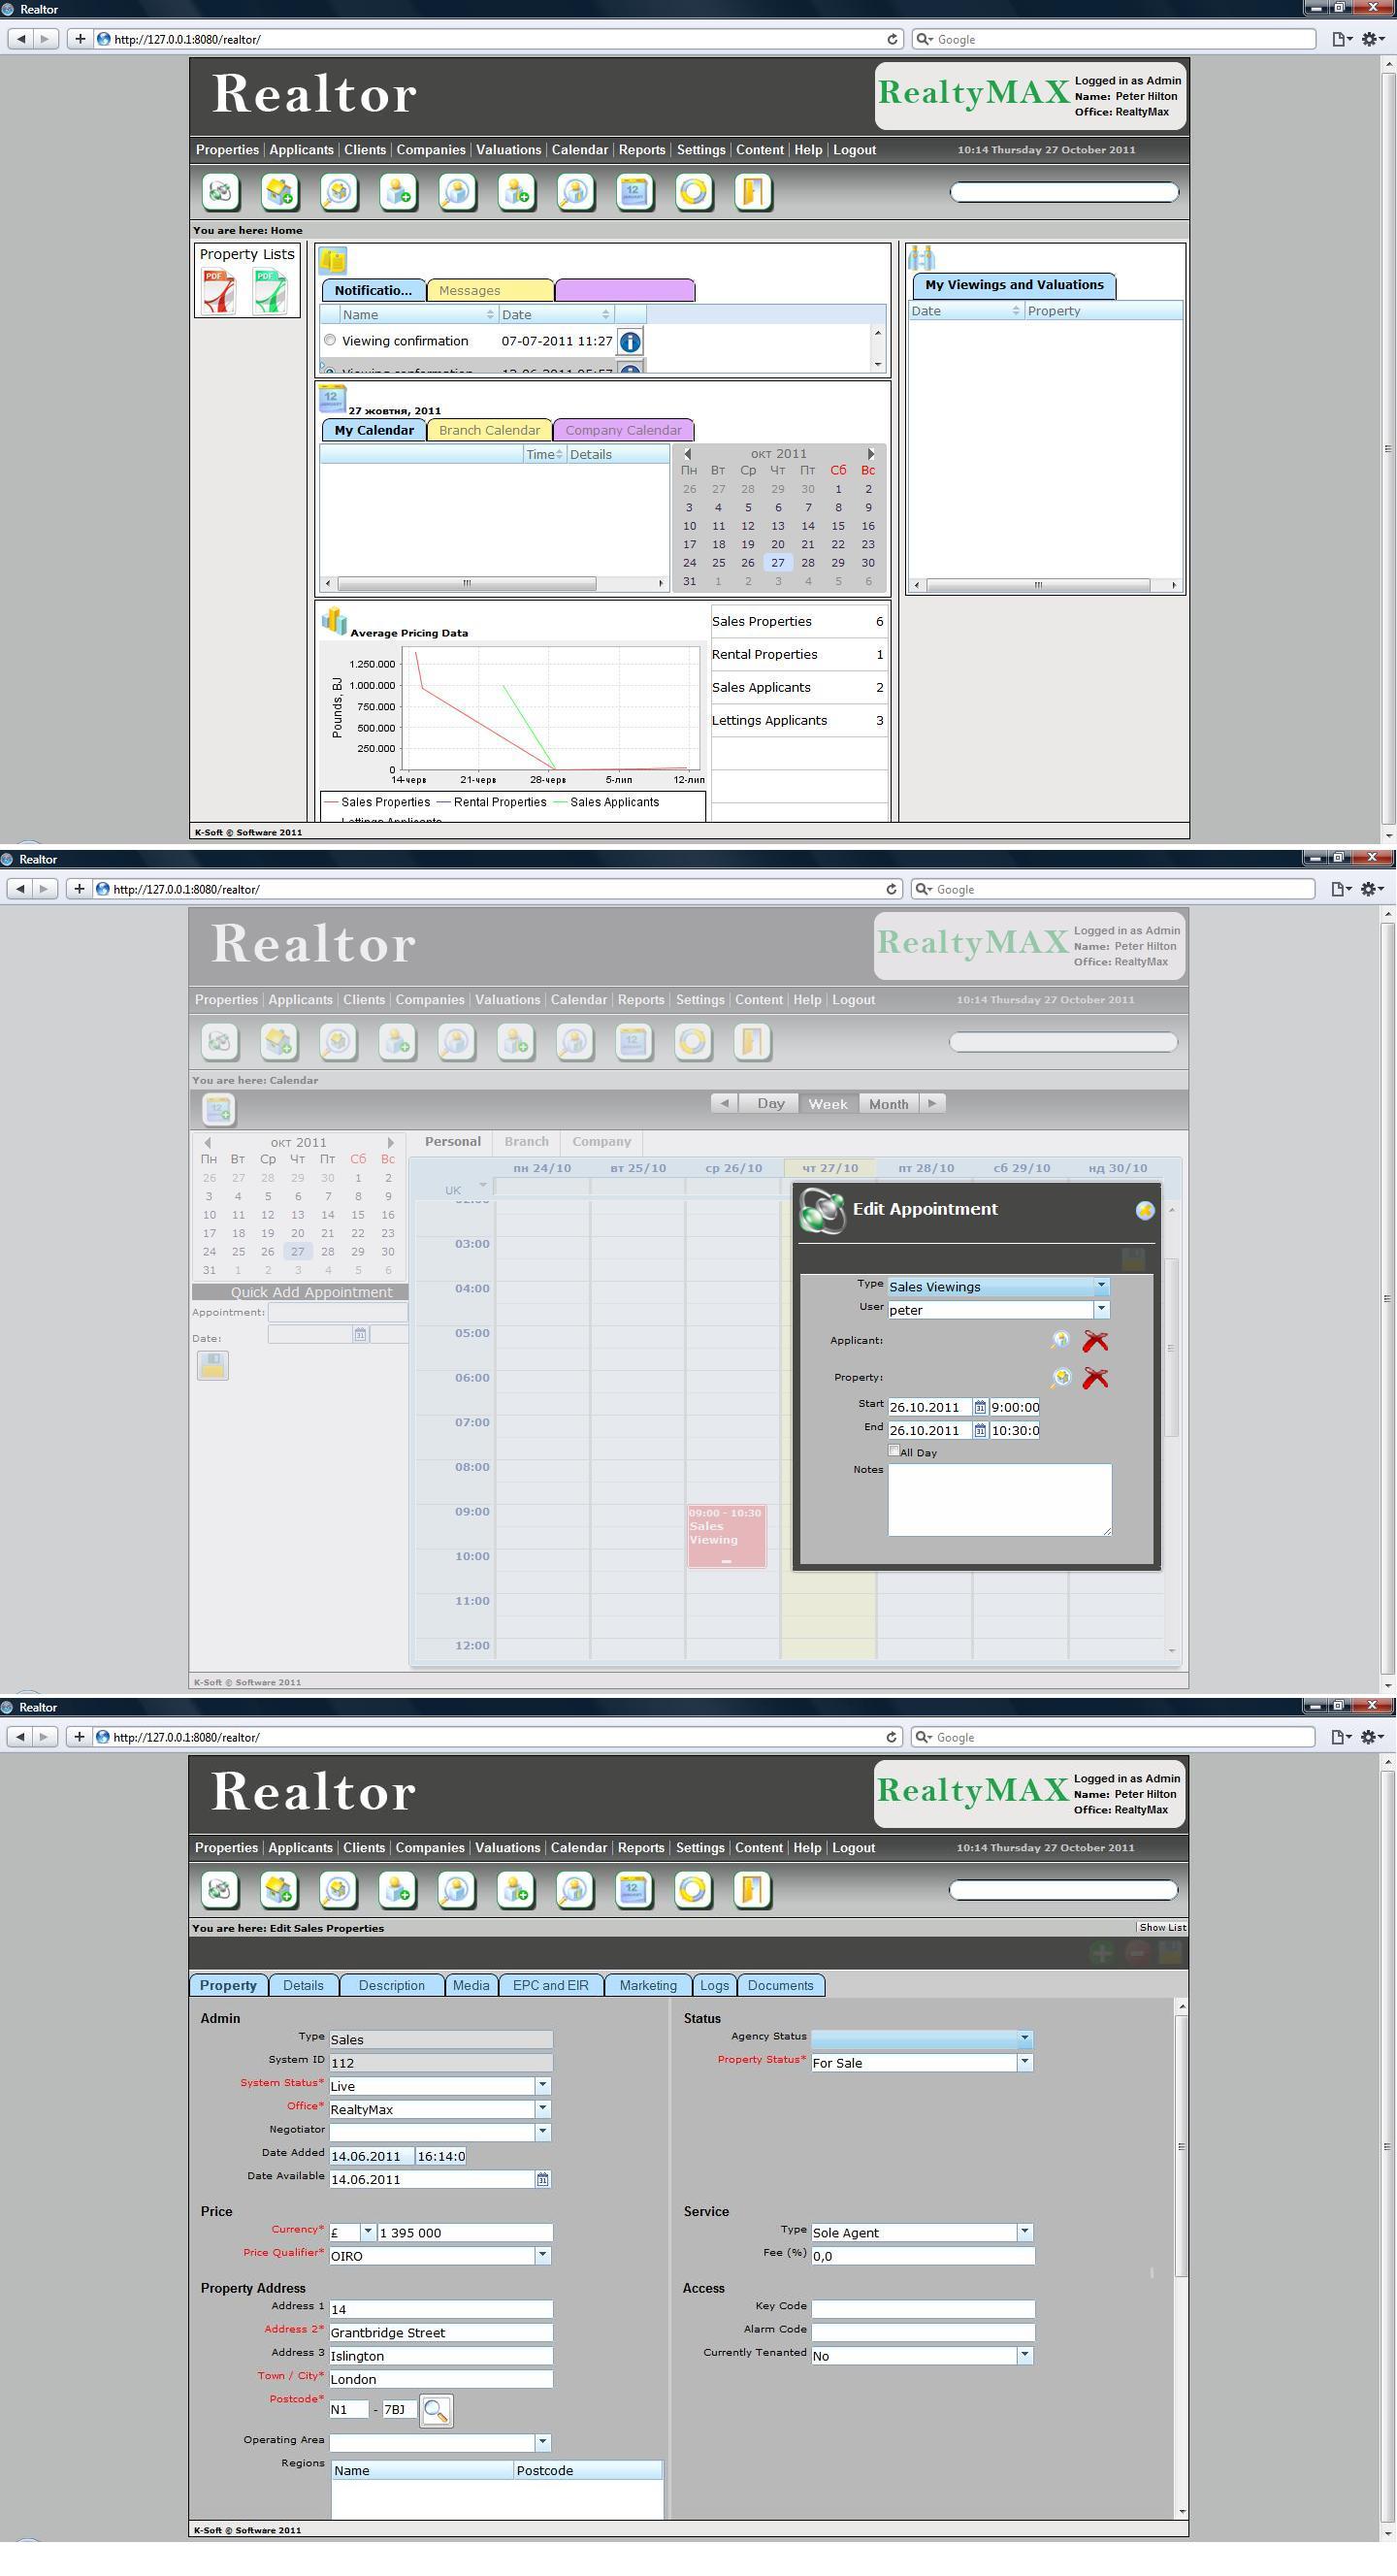 Realtor
http://127.0.0.1:8080/realtor/
Google
Realtor
RealtyMAX
Logged in as Admin
Name: Peter Hilton
Office: RealtyMax
Properties Applicants Clients Companies Valuations Calendar Reports Settings Content Help Logout
10:14 Thursday 27 October 2011
12
You are here: Home
Property Lists
PDF PDF
Notificatio... Messages
Name Date
Viewing confirmation 07-07-2011 11:27
My Viewings and Valuations
Date Property
12
27 жовтня, 2011
My Calendar Branch Calendar Company Calendar
Time Details
окт 2011
Пн Вт Ср Чт Пт Сб Вс
26 27 28 29 30 1 2
3 4 5 6 7 8 9
10 11 12 13 14 15 16
17 18 19 20 21 22 23
24 25 26 27 28 29 30
31 1 2 3 4 5 6
Average Pricing Data
Pounds, BJ
1.250.000
1.000.000
750.000
500.000
250.000
0
14-черв 21-черв 28-черв 5-лип 12-лип
Sales Properties Rental Properties Sales Applicants
Lettings Applicants
Sales Properties 6
Rental Properties 1
Sales Applicants 2
Lettings Applicants 3
K-Soft © Software 2011
Realtor
http://127.0.0.1:8080/realtor/
Google
Realtor
RealtyMAX
Logged in as Admin
Name: Peter Hilton
Office: RealtyMax
Properties Applicants Clients Companies Valuations Calendar Reports Settings Content Help Logout
10:14 Thursday 27 October 2011
12
You are here: Calendar
Day Week Month
окт 2011
Пн Вт Ср Чт Пт Сб Вс
26 27 28 29 30 1 2
3 4 5 6 7 8 9
10 11 12 13 14 15 16
17 18 19 20 21 22 23
24 25 26 27 28 29 30
31 1 2 3 4 5 6
Quick Add Appointment
Appointment:
Date:
31
Personal Branch Company
пн 24/10 вт 25/10 ср 26/10 чт 27/10 пт 28/10 сб 29/10 нд 30/10
UK
02:00
03:00
04:00
05:00
06:00
07:00
08:00
09:00
10:00
11:00
12:00
09:00 - 10:30
Sales
Viewing
Edit Appointment
Type Sales Viewings
User peter
Applicant:
Property:
Start 26.10.2011 31 9:00:00
End 26.10.2011 31 10:30:0
All Day
Notes
K-Soft © Software 2011
Realtor
http://127.0.0.1:8080/realtor/
Google
Realtor
RealtyMAX
Logged in as Admin
Name: Peter Hilton
Office: RealtyMax
Properties Applicants Clients Companies Valuations Calendar Reports Settings Content Help Logout
10:14 Thursday 27 October 2011
12
You are here: Edit Sales Properties
Show List
Property Details Description Media EPC and EIR Marketing Logs Documents
Admin
Type Sales
System ID 112
System Status* Live
Office* RealtyMax
Negotiator
Date Added 14.06.2011 16:14:0
Date Available 14.06.2011 31
Status
Agency Status
Property Status* For Sale
Price
Currency* £ 1 395 000
Price Qualifier* OIRO
Service
Type Sole Agent
Fee (%) 0,0
Property Address
Address 1 14
Address 2* Grantbridge Street
Address 3 Islington
Town / City* London
Postcode* N1 - 7BJ
Operating Area
Regions
Name Postcode
Access
Key Code
Alarm Code
Currently Tenanted No
K-Soft © Software 2011